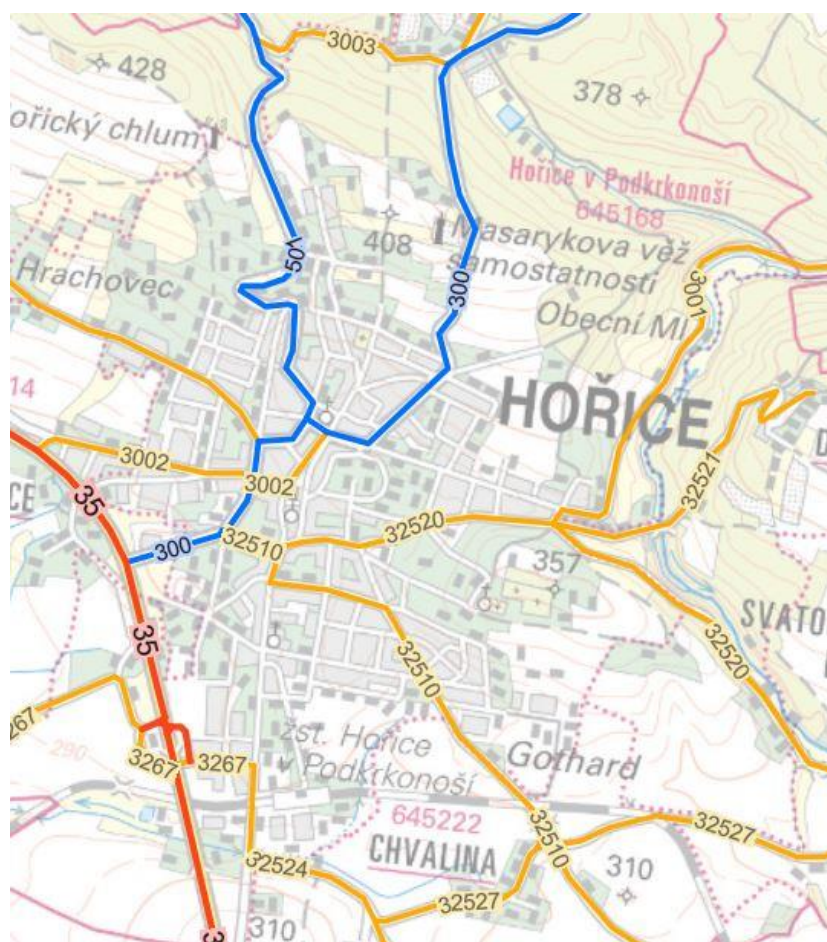 3003
428
378
ořický chlum
Hořice v Podkrkonoší
645168
408
Masarykova věž
samostatnosti
501
300
Hrachovec
3001
Obecní Ml
14
HOŘICE
3002
3002
35
CE
32521
300
32510
32520
357
35
SVATO
32520
32510
267
290
žst. Hořice
v Podkrkonoší
Gothard
3267
3267
645222
32527
32510
CHVALINA
32524
310
32527
310
3